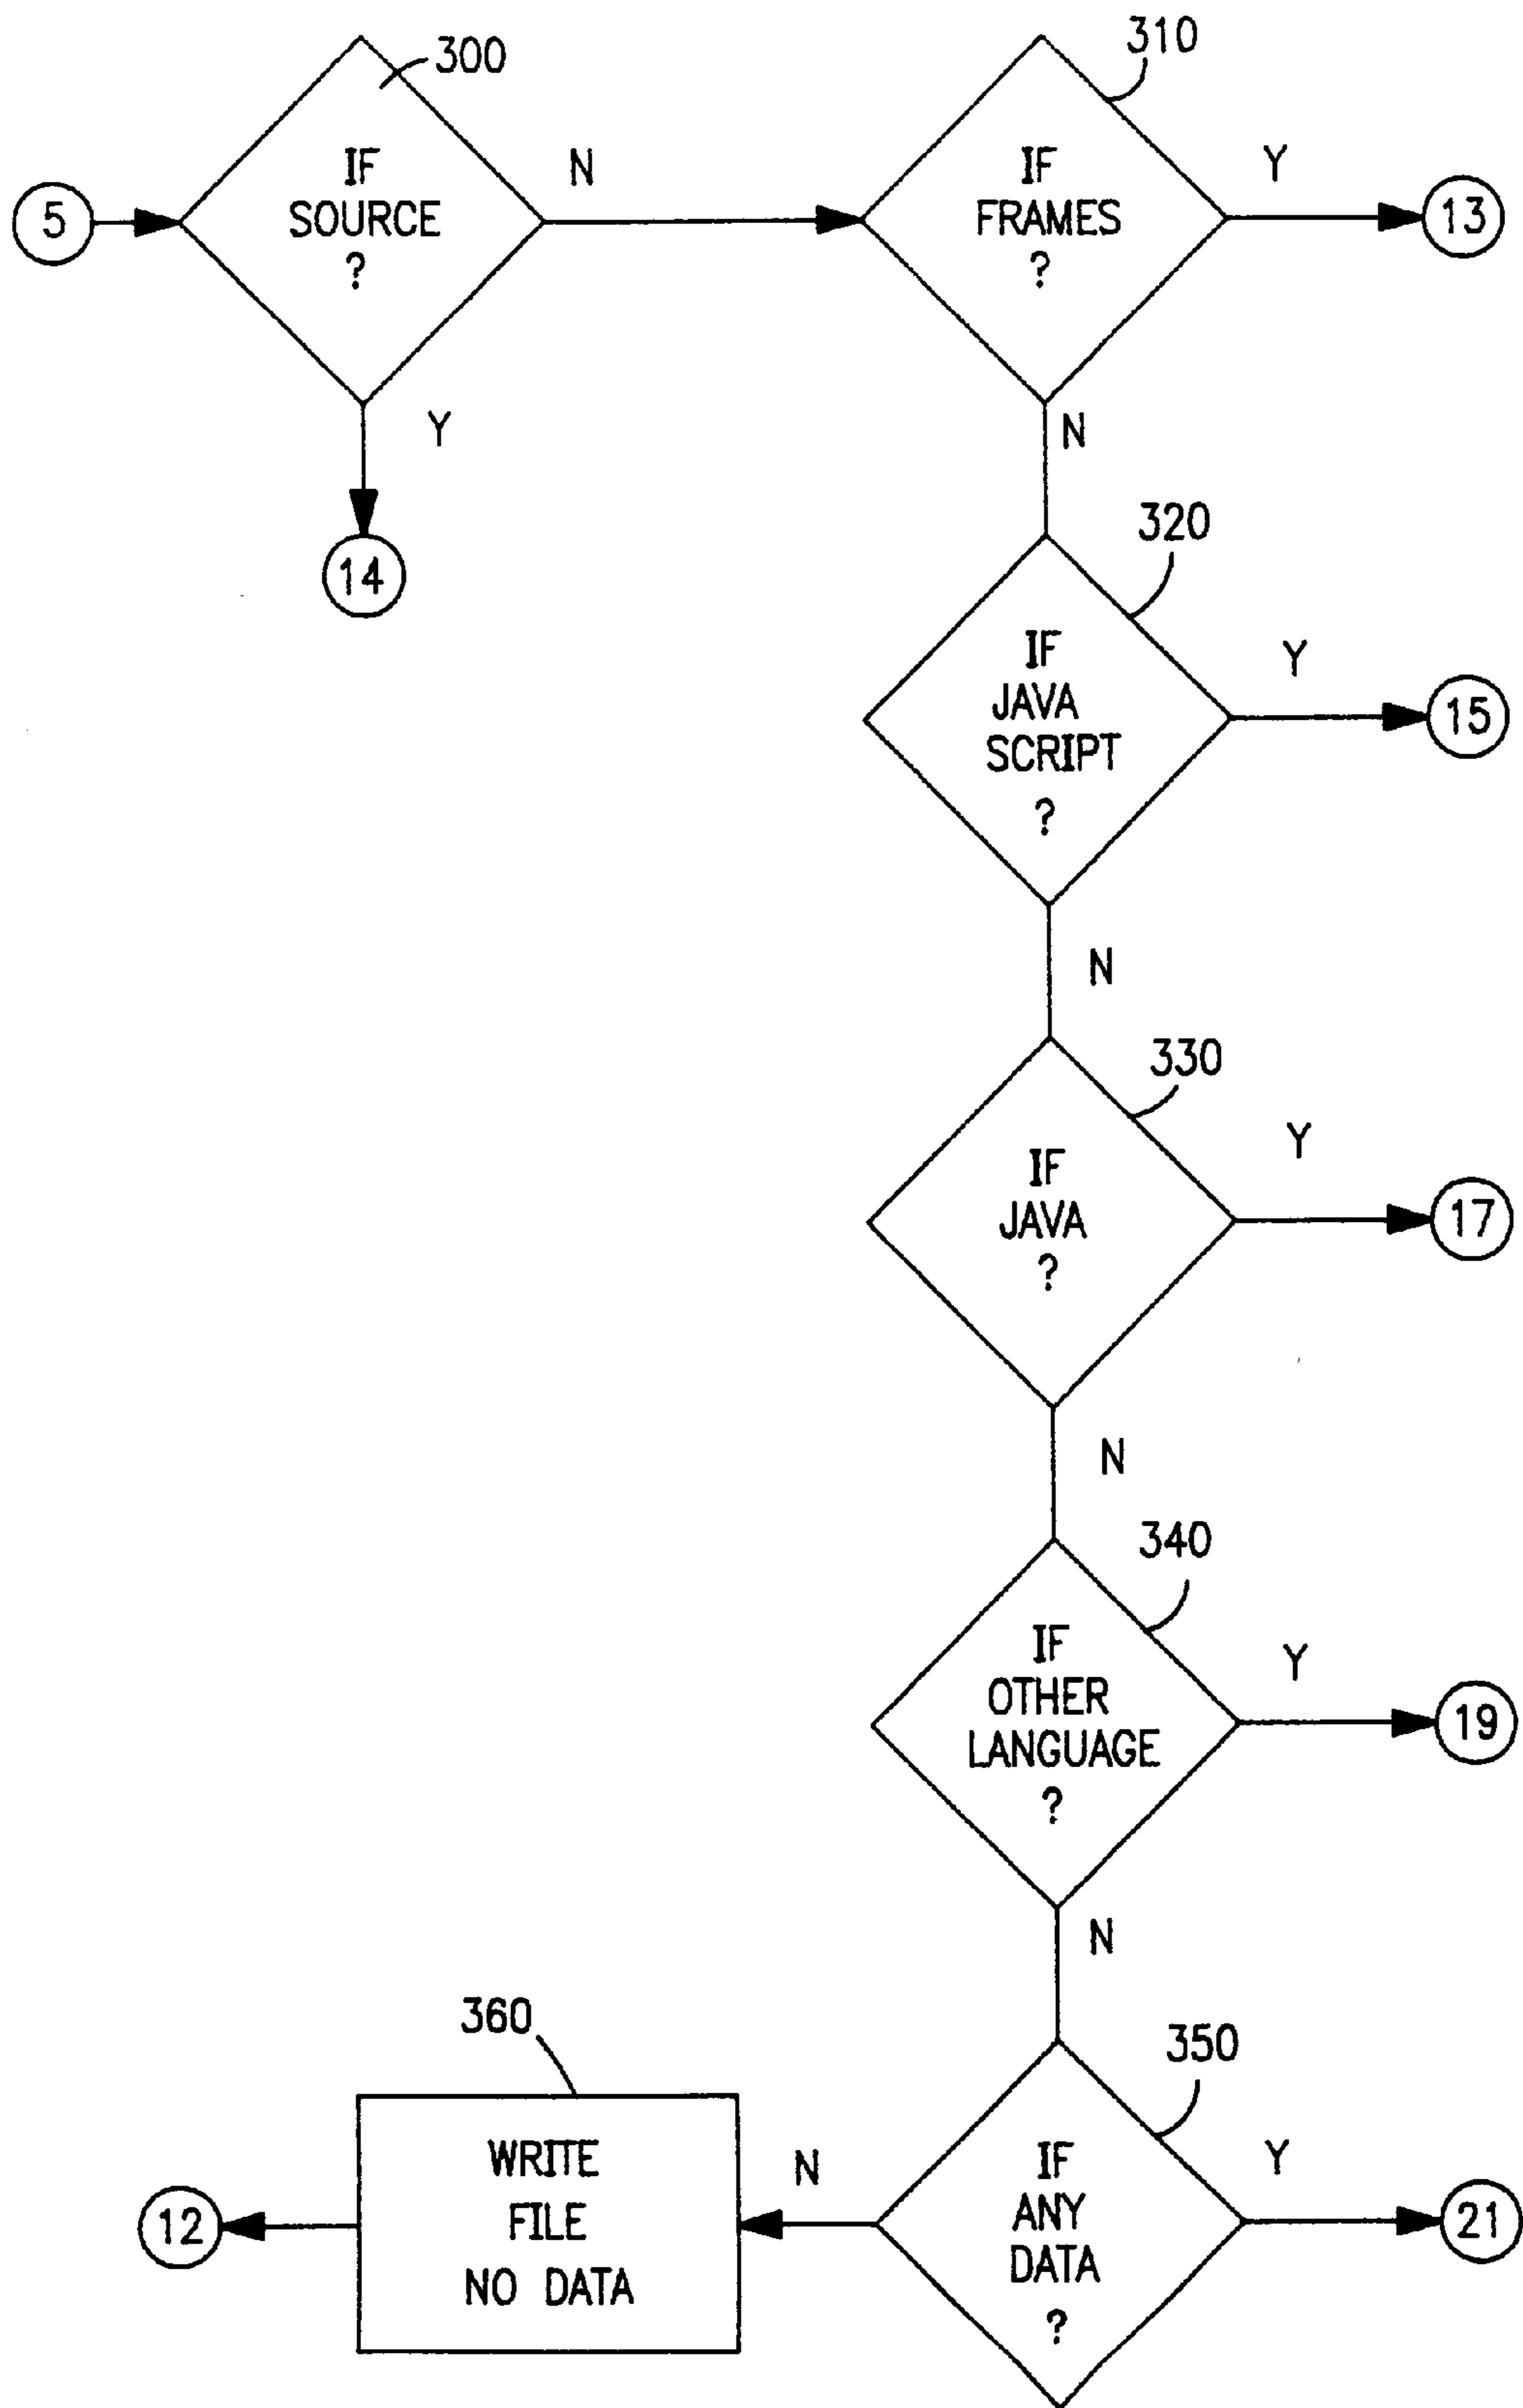 300
310
IF
SOURCE
?
N
IF
FRAMES
?
Y
5
13
Y
N
14
320
IF
JAVA
SCRIPT
?
Y
15
N
330
IF
JAVA
?
Y
17
N
340
IF
OTHER
LANGUAGE
?
Y
19
N
360
350
WRITE
FILE
NO DATA
N
IF
ANY
DATA
?
Y
12
21